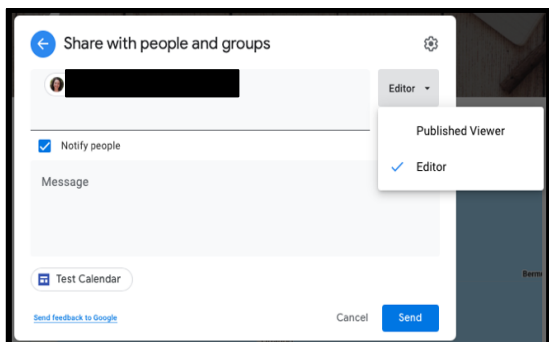 Share with people and groups
Editor
Published Viewer
Notify people
Editor
Message
Test Calendar
Send feedback to Google
Cancel
Send